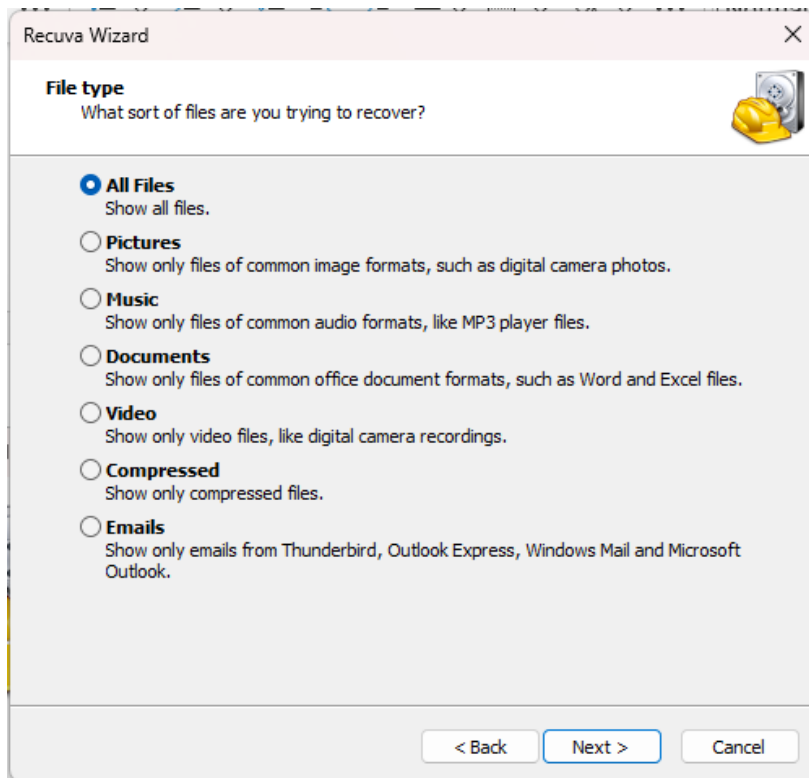 Recuva Wizard
File type
What sort of files are you trying to recover?
All Files
Show all files.
Pictures
Show only files of common image formats, such as digital camera photos.
Music
Show only files of common audio formats, like MP3 player files.
Documents
Show only files of common office document formats, such as Word and Excel files.
Video
Show only video files, like digital camera recordings.
Compressed
Show only compressed files.
Emails
Show only emails from Thunderbird, Outlook Express, Windows Mail and Microsoft
Outlook.
< Back
Next >
Cancel